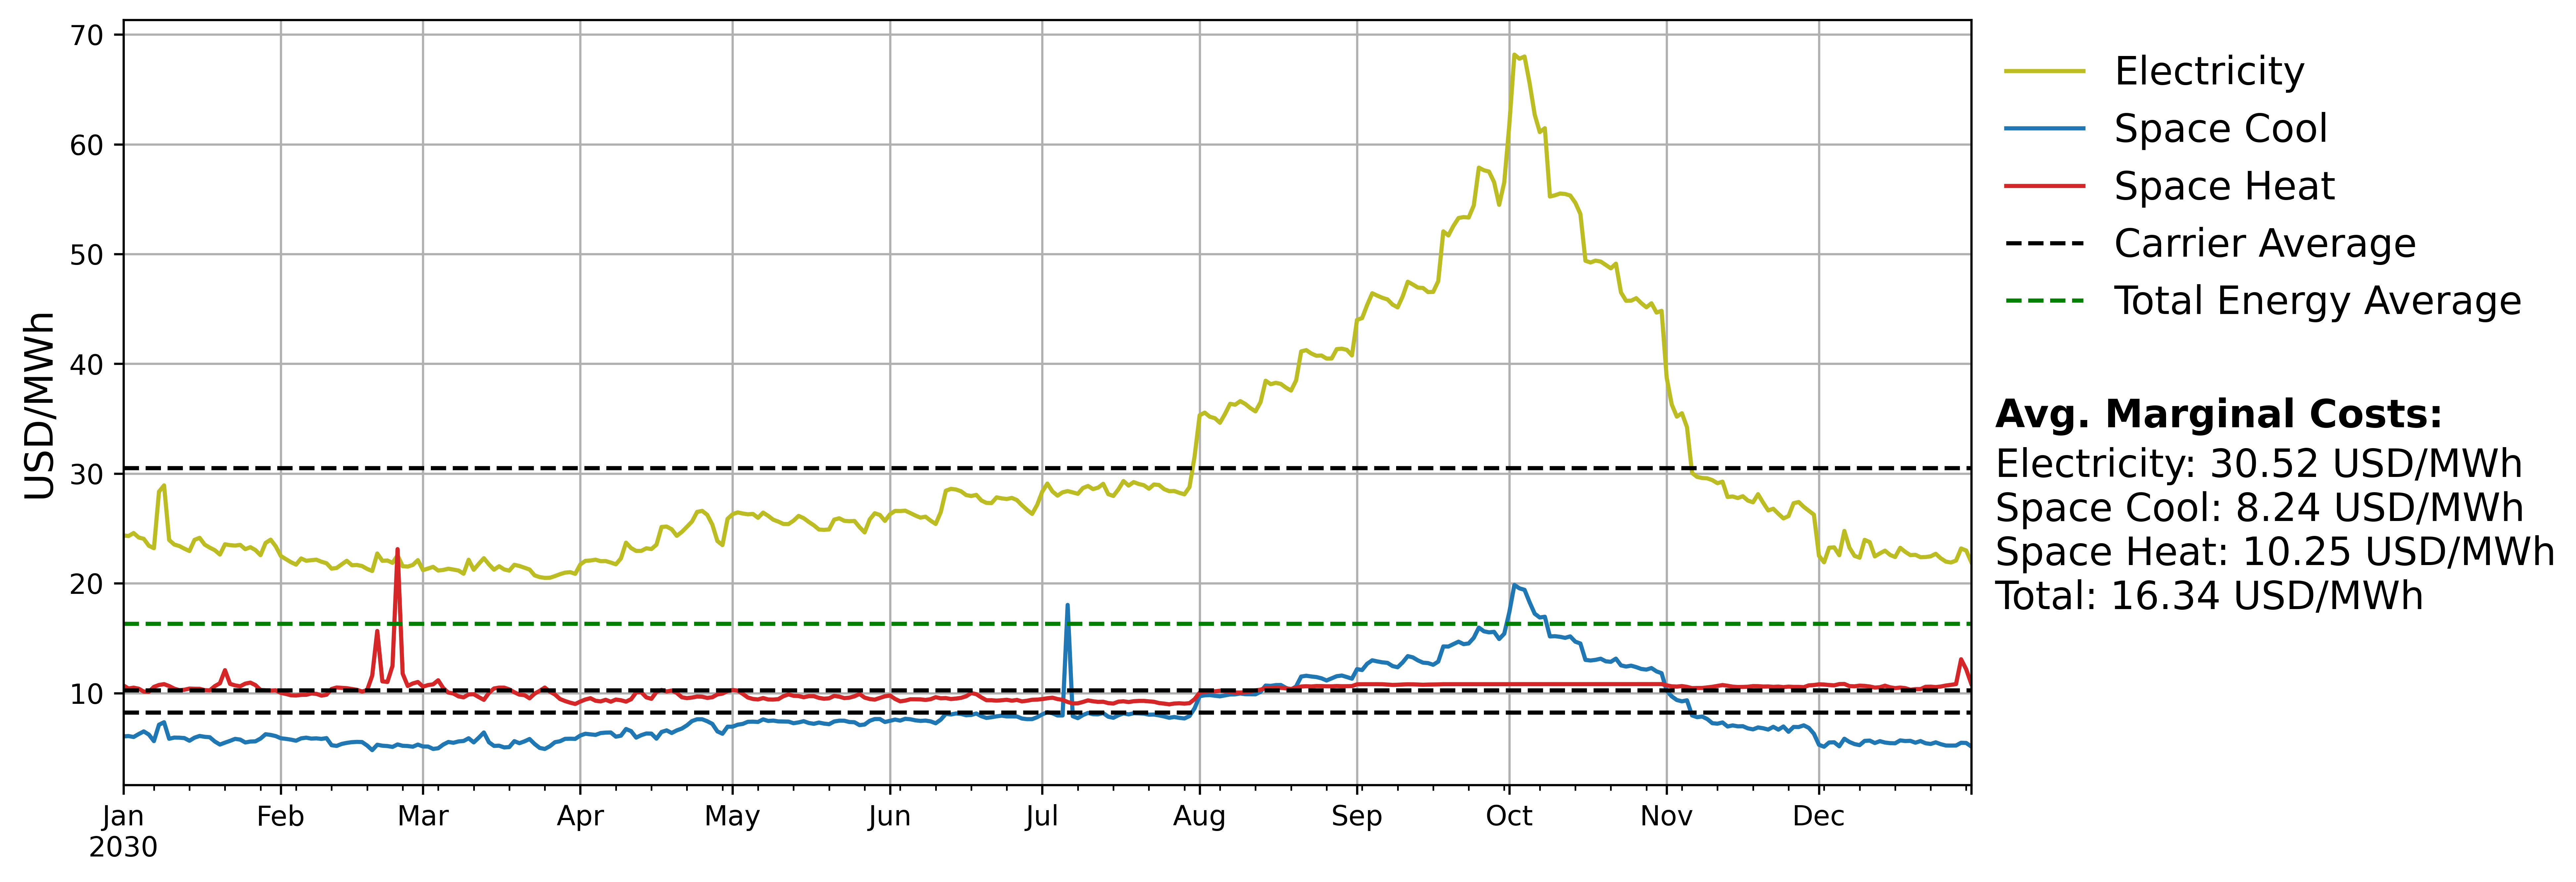 USD/MWh
70
60
50
40
30
20
10
Jan
2030
Feb
Mar
Apr
May
Jun
Jul
Aug
Sep
Oct
Nov
Dec
Electricity
Space Cool
Space Heat
Carrier Average
Total Energy Average
Avg. Marginal Costs:
Electricity: 30.52 USD/MWh
Space Cool: 8.24 USD/MWh
Space Heat: 10.25 USD/MWh
Total: 16.34 USD/MWh